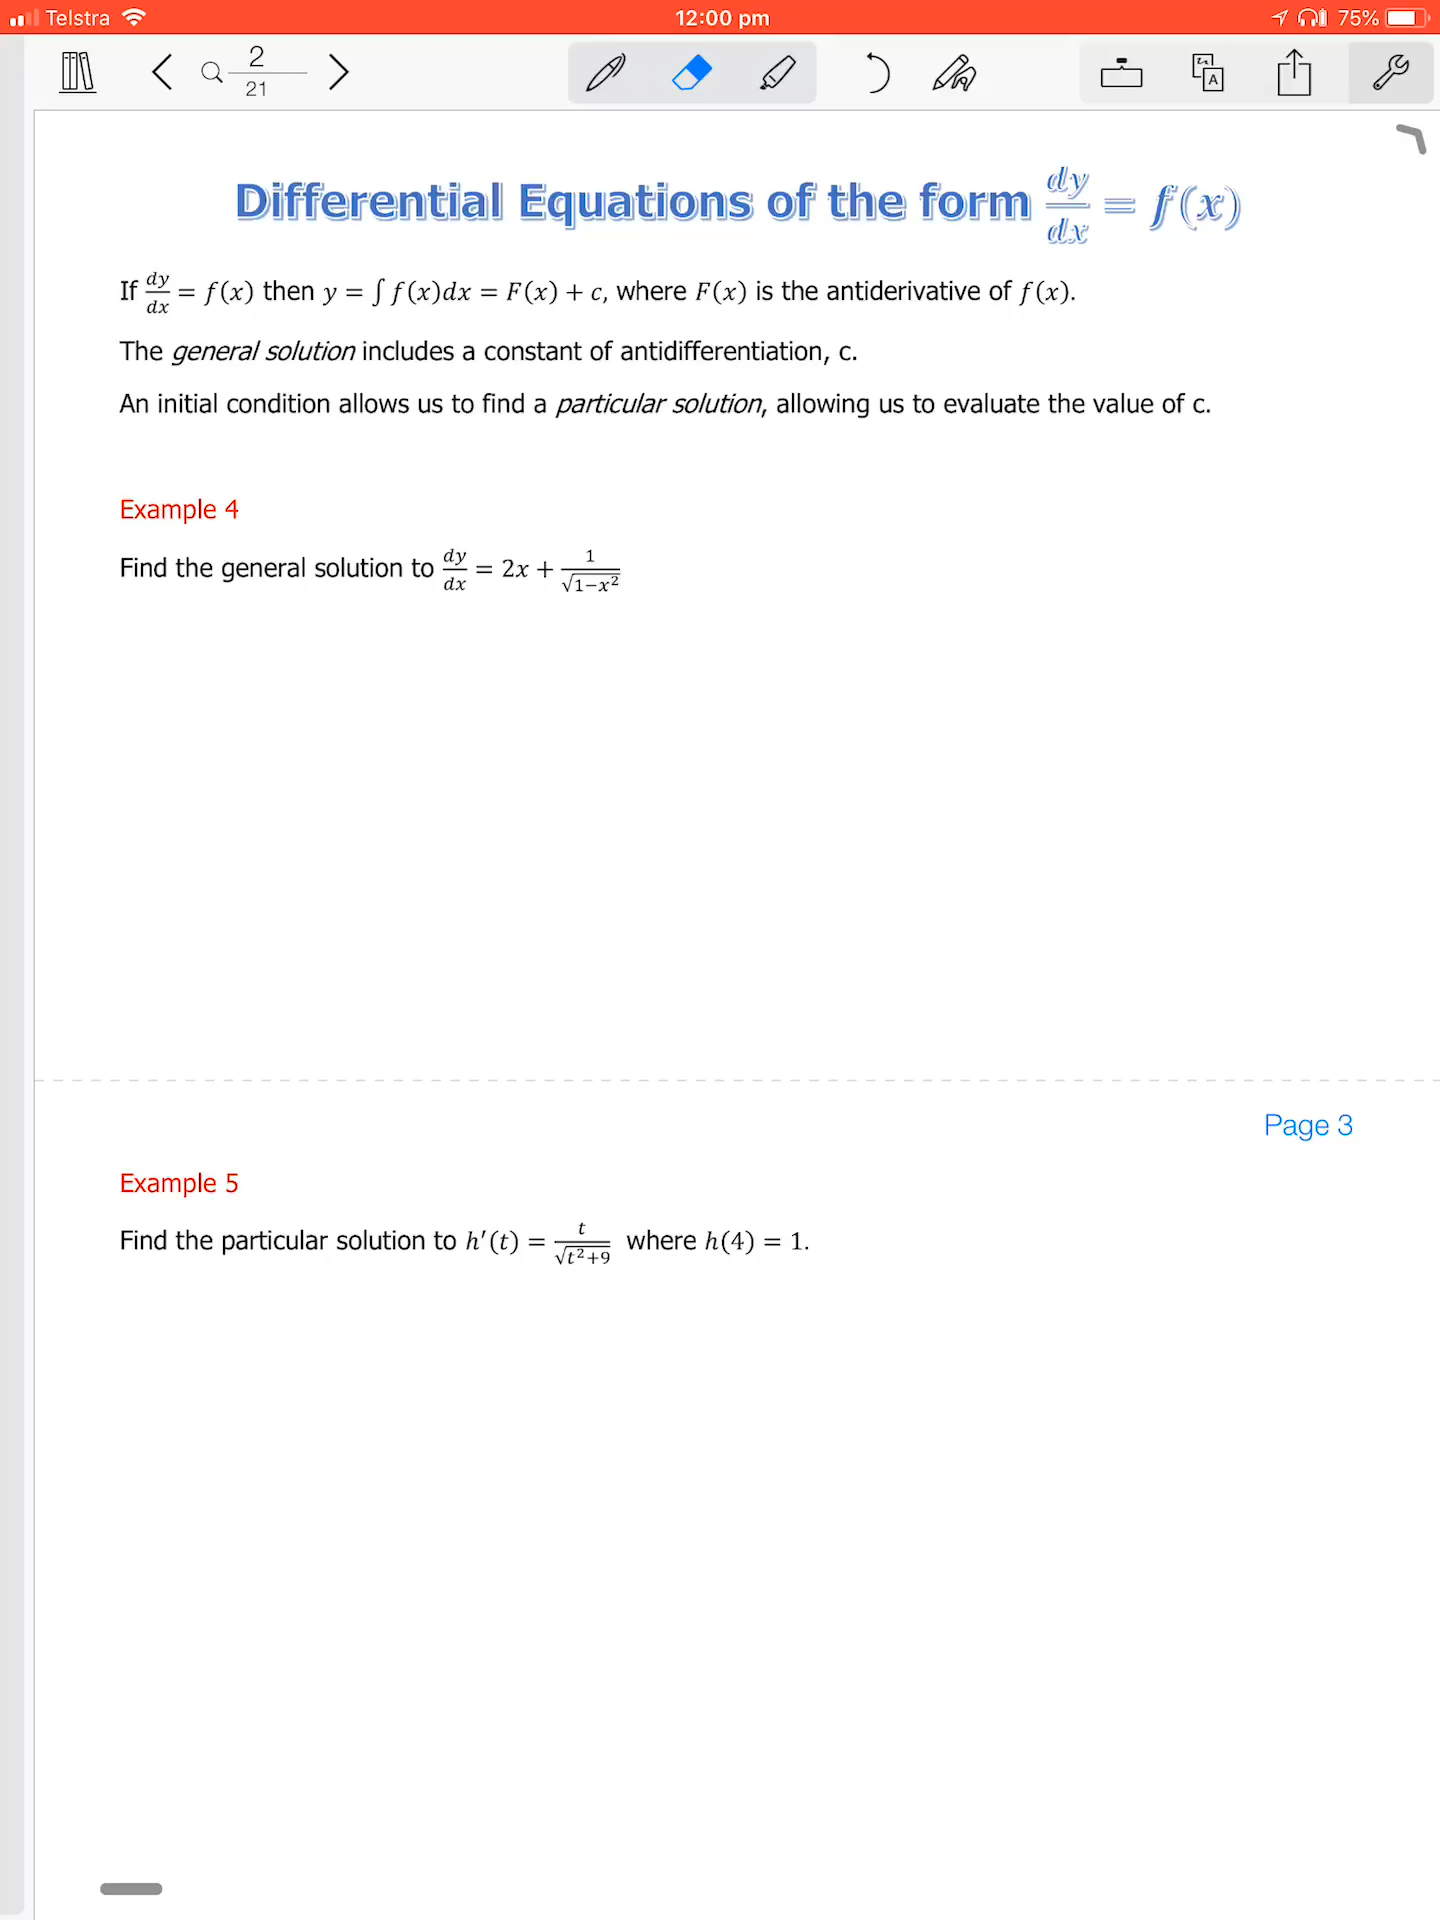 Telstra 12:00 pm 75%
2
21
A
Differential Equations of the form dy/dx = f(x)
If dy/dx = f(x) then y = ∫ f(x)dx = F(x) + c, where F(x) is the antiderivative of f(x).
The general solution includes a constant of antidifferentiation, c.
An initial condition allows us to find a particular solution, allowing us to evaluate the value of c.
Example 4
Find the general solution to dy/dx = 2x + 1/√(1−x²)
Page 3
Example 5
Find the particular solution to h′(t) = t/√(t²+9) where h(4) = 1.